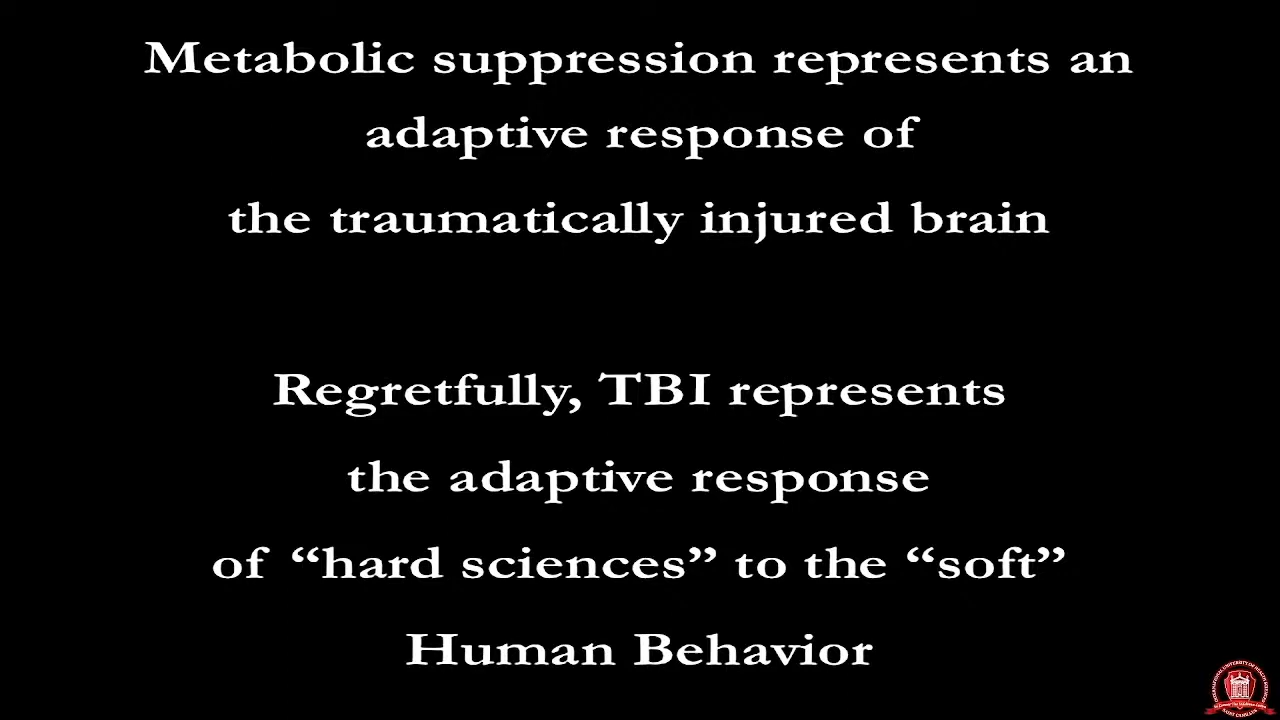 Metabolic suppression represents an
adaptive response of
the traumatically injured brain
Regretfully, TBI represents
the adaptive response
of “hard sciences” to the “soft”
Human Behavior